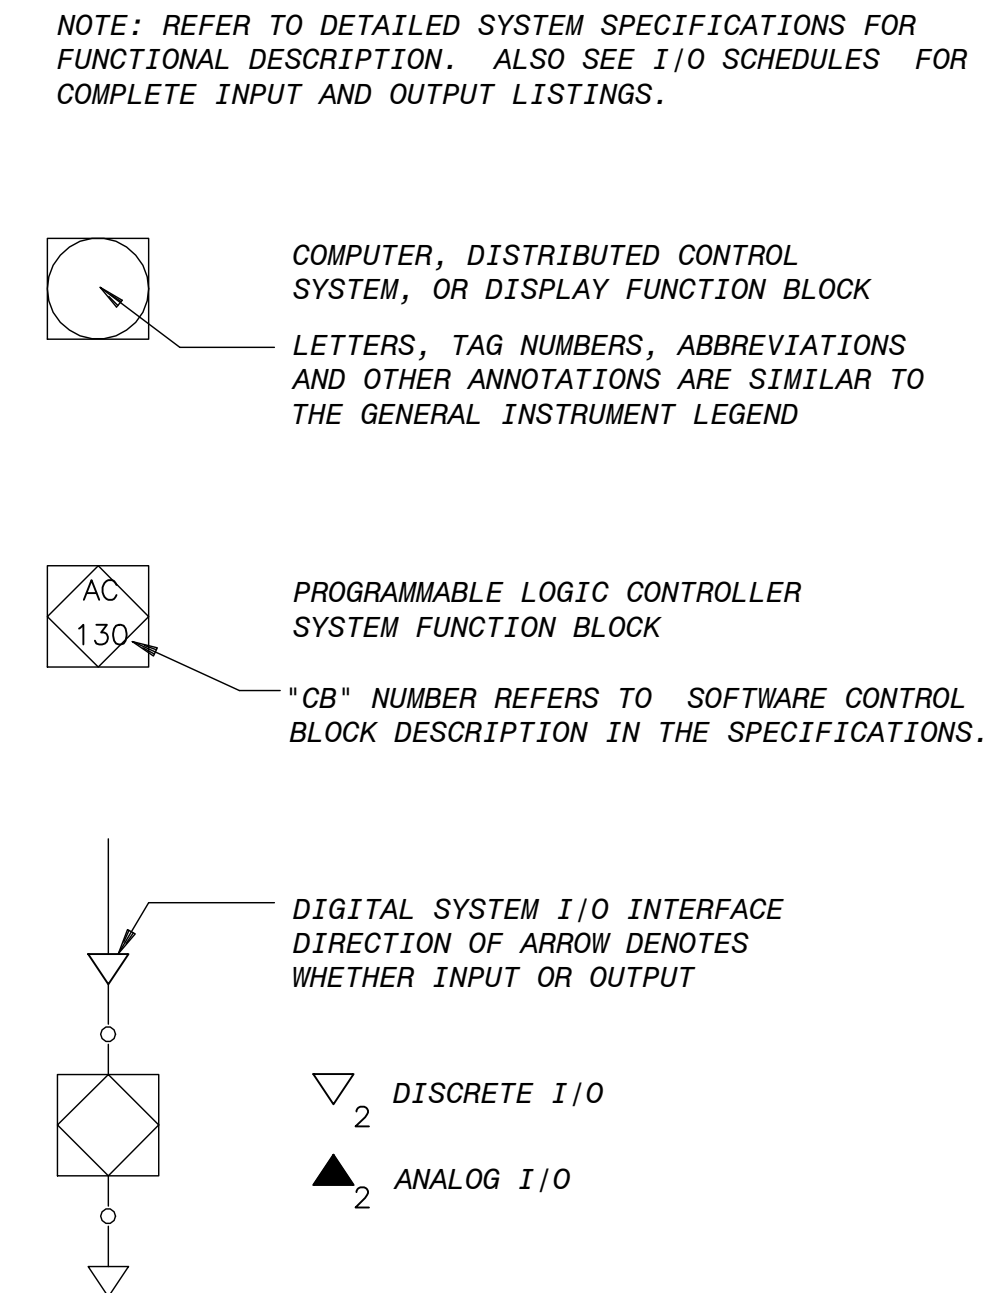 NOTE: REFER TO DETAILED SYSTEM SPECIFICATIONS FOR
FUNCTIONAL DESCRIPTION. ALSO SEE I/O SCHEDULES FOR
COMPLETE INPUT AND OUTPUT LISTINGS.
COMPUTER, DISTRIBUTED CONTROL
SYSTEM, OR DISPLAY FUNCTION BLOCK
LETTERS, TAG NUMBERS, ABBREVIATIONS
AND OTHER ANNOTATIONS ARE SIMILAR TO
THE GENERAL INSTRUMENT LEGEND
AC
130
PROGRAMMABLE LOGIC CONTROLLER
SYSTEM FUNCTION BLOCK
"CB" NUMBER REFERS TO SOFTWARE CONTROL
BLOCK DESCRIPTION IN THE SPECIFICATIONS.
DIGITAL SYSTEM I/O INTERFACE
DIRECTION OF ARROW DENOTES
WHETHER INPUT OR OUTPUT
2 DISCRETE I/O
2 ANALOG I/O